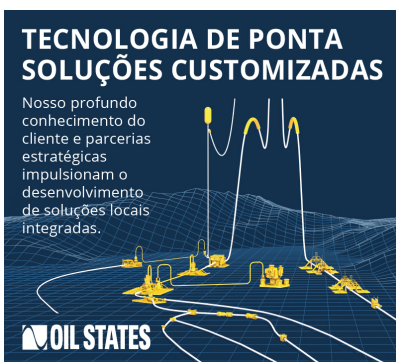 TECNOLOGIA DE PONTA
SOLUÇÕES CUSTOMIZADAS
Nosso profundo
conhecimento do
cliente e parcerias
estratégicas
impulsionam o
desenvolvimento
de soluções locais
integradas.
OIL STATES